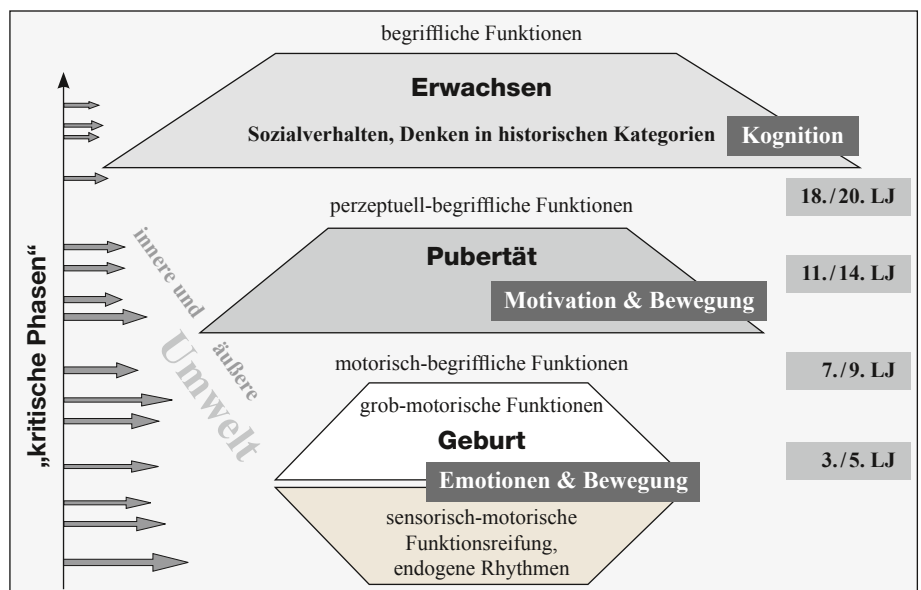 begriffliche Funktionen
Erwachsen
Sozialverhalten, Denken in historischen Kategorien
Kognition
18./20. LJ
perzeptuell-begriffliche Funktionen
Pubertät
Motivation & Bewegung
11./14. LJ
„kritische Phasen“
innere und
äußere
Umwelt
motorisch-begriffliche Funktionen
7./9. LJ
grob-motorische Funktionen
Geburt
Emotionen & Bewegung
3./5. LJ
sensorisch-motorische
Funktionsreifung,
endogene Rhythmen